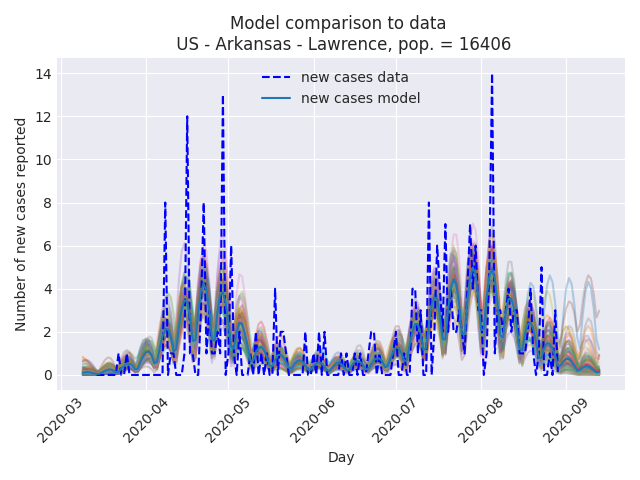 Model comparison to data
US - Arkansas - Lawrence, pop. = 16406
new cases data
new cases model
Number of new cases reported
14
12
10
8
6
4
2
0
2020-03
2020-04
2020-05
2020-06
2020-07
2020-08
2020-09
Day